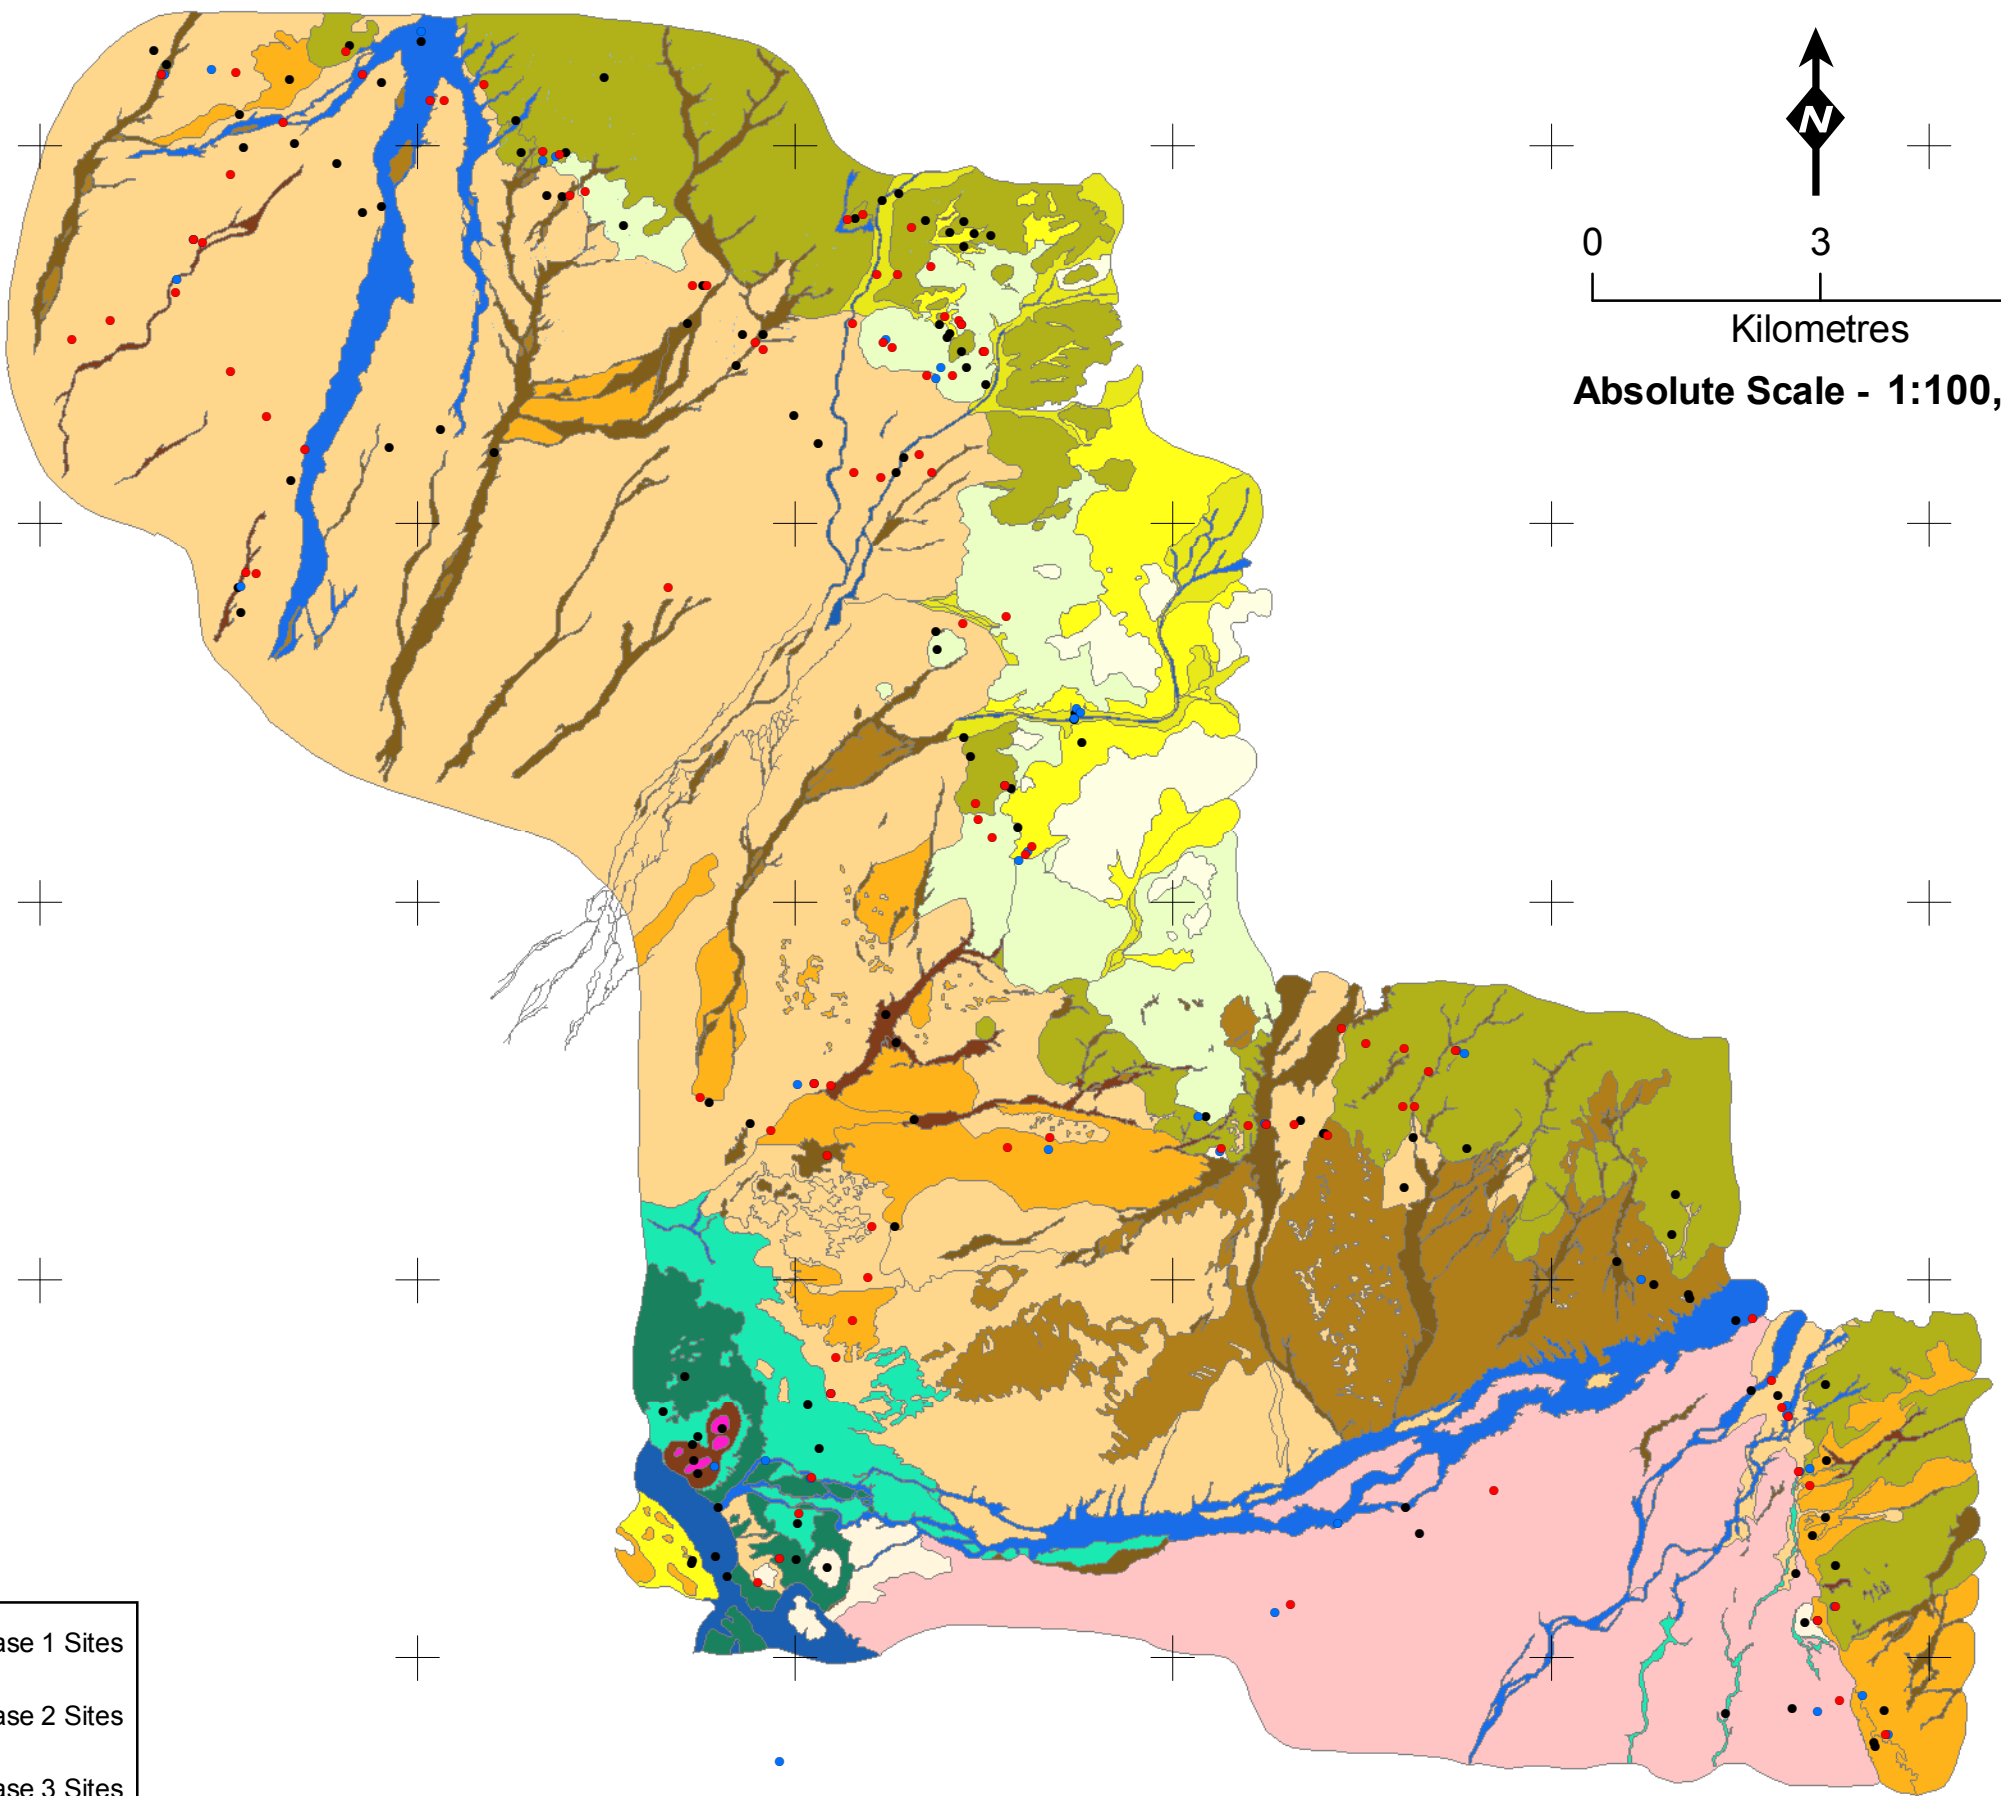 N
0 3
Kilometres
Absolute Scale - 1:100,
ase 1 Sites
ase 2 Sites
ase 3 Sites